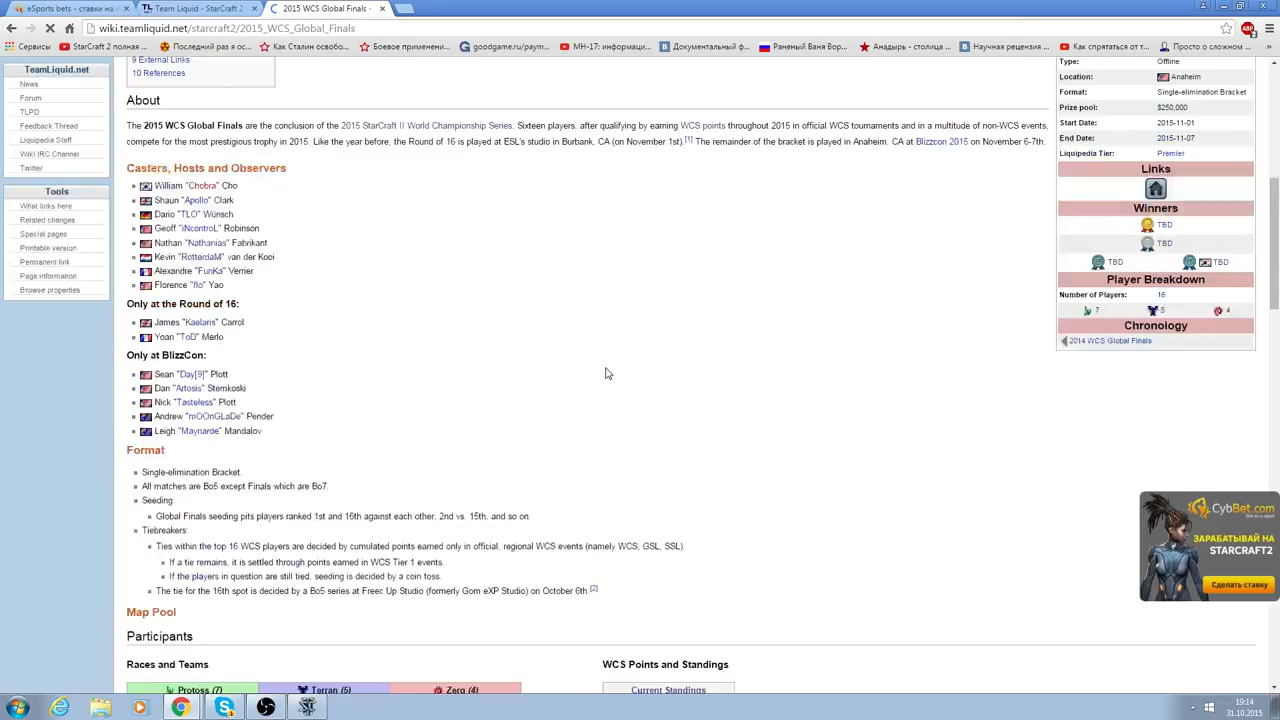 eSports bets - ставки на
Team Liquid - StarCraft 2
2015 WCS Global Finals -
wiki.teamliquid.net/starcraft2/2015_WCS_Global_Finals
Сервисы
StarCraft 2 полная ...
Последний раз я ос...
Как Сталин освобо...
Боевое применени...
goodgame.ru/paym...
МН-17: информаци...
Документальный ф...
Раненый Ваня Вор...
Анадырь - столица ...
Научная рецензия ...
Как спрятаться от т...
Просто о сложном ...
TeamLiquid.net
News
Forum
TLPD
Feedback Thread
Liquipedia Staff
Wiki IRC Channel
Twitter
Tools
What links here
Related changes
Special pages
Printable version
Permanent link
Page information
Browse properties
9 External Links
10 References
About
The 2015 WCS Global Finals are the conclusion of the 2015 StarCraft II World Championship Series. Sixteen players, after qualifying by earning WCS points throughout 2015 in official WCS tournaments and in a multitude of non-WCS events,
compete for the most prestigious trophy in 2015. Like the year before, the Round of 16 is played at ESL's studio in Burbank, CA (on November 1st).[1] The remainder of the bracket is played in Anaheim, CA at Blizzcon 2015 on November 6-7th.
Casters, Hosts and Observers
William "Chobra" Cho
Shaun "Apollo" Clark
Dario "TLO" Wünsch
Geoff "iNcontroL" Robinson
Nathan "Nathanias" Fabrikant
Kevin "RotterdaM" van der Kooi
Alexandre "FunKa" Verrier
Florence "flo" Yao
Only at the Round of 16:
James "Kaelaris" Carrol
Yoan "ToD" Merlo
Only at BlizzCon:
Sean "Day[9]" Plott
Dan "Artosis" Stemkoski
Nick "Tasteless" Plott
Andrew "mOOnGLaDe" Pender
Leigh "Maynarde" Mandalov
Format
Single-elimination Bracket.
All matches are Bo5 except Finals which are Bo7.
Seeding:
Global Finals seeding pits players ranked 1st and 16th against each other, 2nd vs. 15th, and so on.
Tiebreakers:
Ties within the top 16 WCS players are decided by cumulated points earned only in official, regional WCS events (namely WCS, GSL, SSL)
If a tie remains, it is settled through points earned in WCS Tier 1 events.
If the players in question are still tied, seeding is decided by a coin toss.
The tie for the 16th spot is decided by a Bo5 series at Freec Up Studio (formerly Gom eXP Studio) on October 6th.[2]
Map Pool
Participants
Races and Teams
WCS Points and Standings
Protoss (7)
Terran (5)
Zerg (4)
Current Standings
Type: Offline
Location: Anaheim
Format: Single-elimination Bracket
Prize pool: $250,000
Start Date: 2015-11-01
End Date: 2015-11-07
Liquipedia Tier: Premier
Links
Winners
TBD
TBD
TBD
TBD
Player Breakdown
Number of Players: 16
7
5
4
Chronology
2014 WCS Global Finals
CybBet.com
ЗАРАБАТЫВАЙ НА
STARCRAFT2
Сделать ставку
19:14
31.10.2015